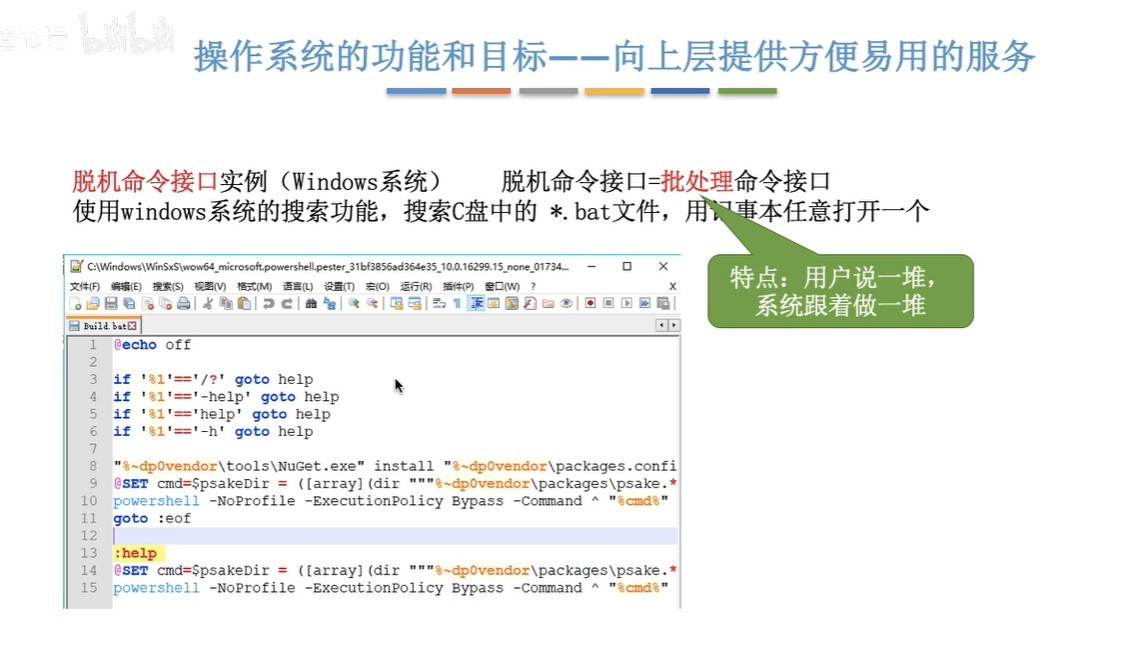 bilibili
操作系统的功能和目标——向上层提供方便易用的服务
脱机命令接口实例（Windows系统） 脱机命令接口=批处理命令接口
使用windows系统的搜索功能，搜索C盘中的 *.bat文件，用记事本任意打开一个
特点：用户说一堆，
系统跟着做一堆
C:\Windows\WinSxS\wow64_microsoft.powershell.pester_31bf3856ad364e35_10.0.16299.15_none_01734...
文件(F) 编辑(E) 搜索(S) 视图(V) 格式(M) 语言(L) 设置(T) 宏(O) 运行(R) 插件(P) 窗口(W) ? X
Build.bat
1 @echo off
2
3 if '%1'=='/?' goto help
4 if '%1'=='-help' goto help
5 if '%1'=='help' goto help
6 if '%1'=='-h' goto help
7
8 "%~dp0vendor\tools\NuGet.exe" install "%~dp0vendor\packages.confi
9 @SET cmd=$psakeDir = ([array](dir """%~dp0vendor\packages\psake.*
10 powershell -NoProfile -ExecutionPolicy Bypass -Command ^ "%cmd%"
11 goto :eof
12
13 :help
14 @SET cmd=$psakeDir = ([array](dir """%~dp0vendor\packages\psake.*
15 powershell -NoProfile -ExecutionPolicy Bypass -Command ^ "%cmd%"